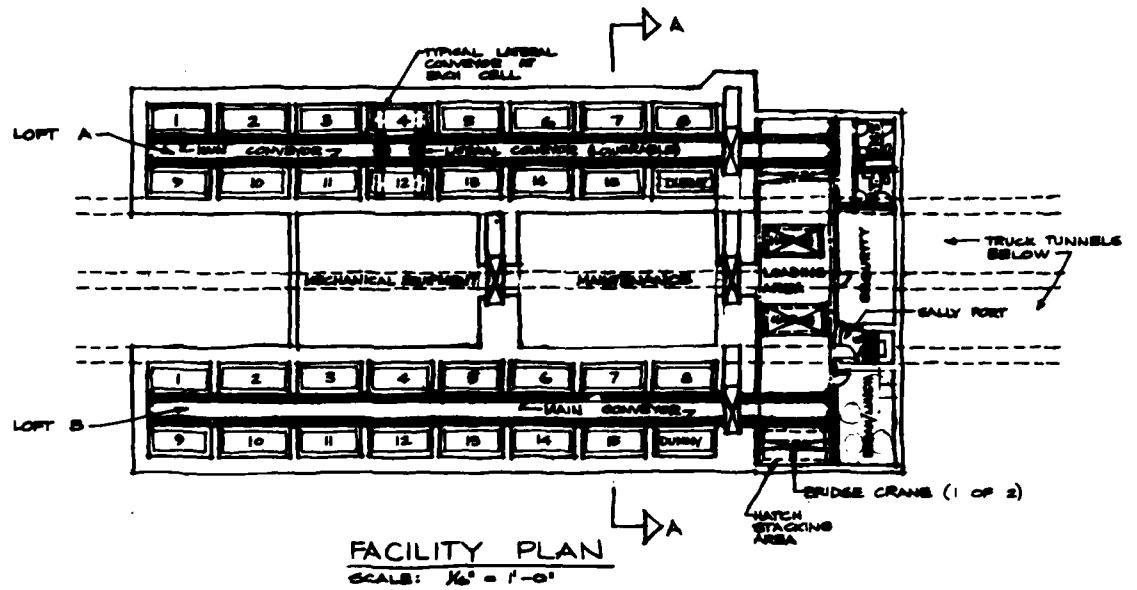 A
TYPICAL LATERAL
CONVEYOR AT
EACH CELL
1 2 3 4 5 6 7 8
LOFT A
MAIN CONVEYOR
LATERAL CONVEYOR (LOWERABLE)
9 10 11 12 13 14 15 DUMMY
TRUCK TUNNELS
BELOW
MECHANICAL EQUIPMENT
MAINTENANCE
LOADING
AREA
SECURITY
SALLY PORT
1 2 3 4 5 6 7 8
MAIN CONVEYOR
LOFT B
9 10 11 12 13 14 15 DUMMY
BRIDGE CRANE (1 OF 2)
HATCH
STACKING
AREA
A
FACILITY PLAN
SCALE: 1/16" = 1'-0"